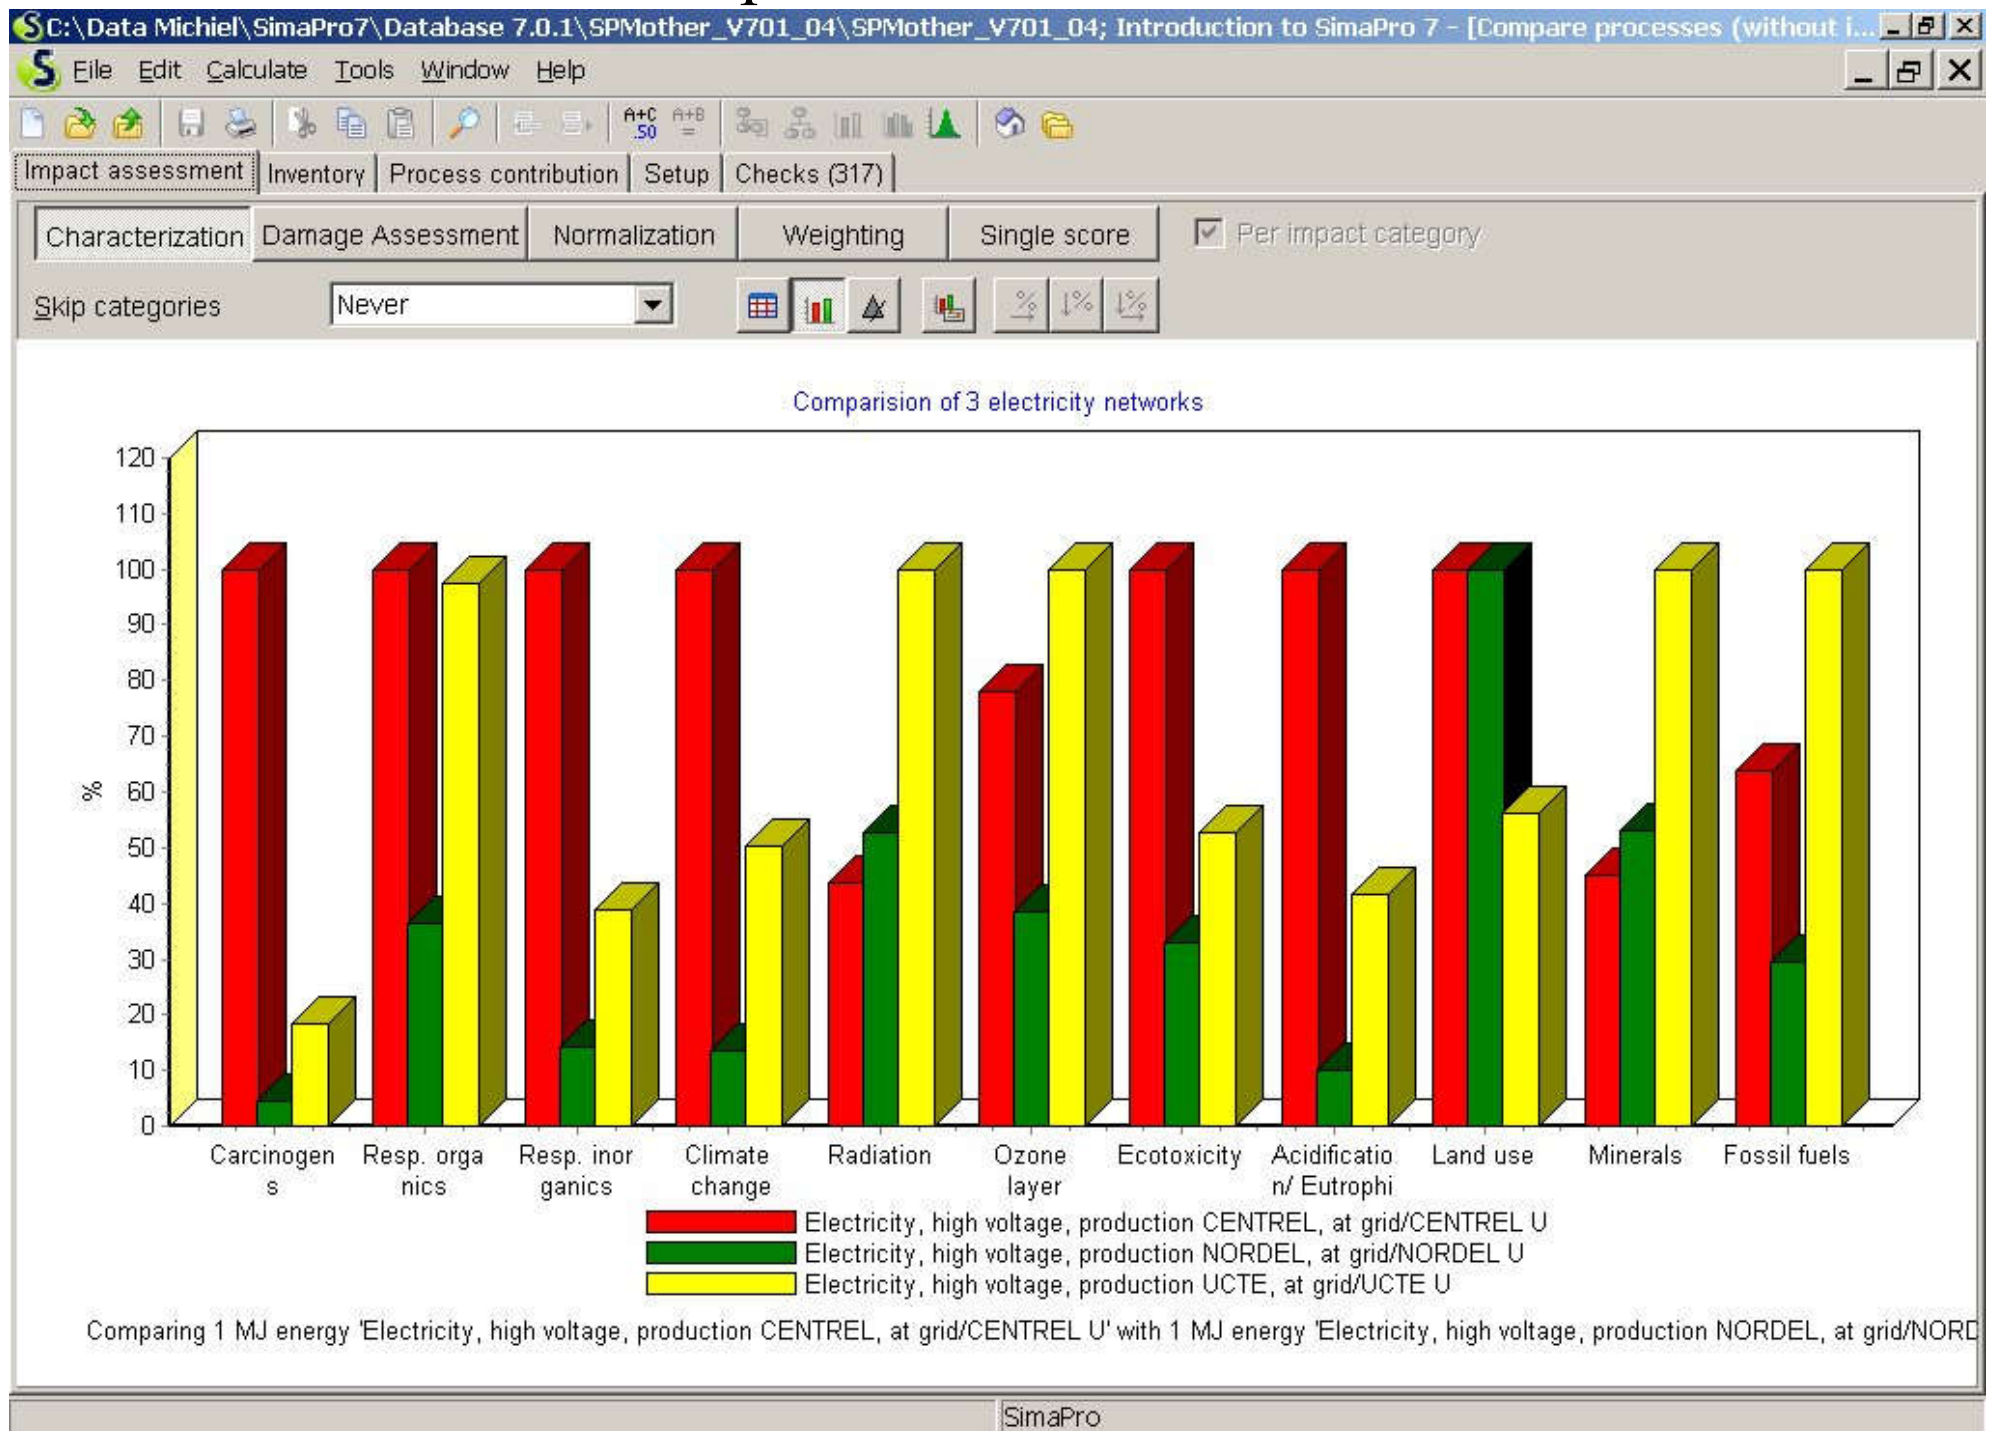 C:\Data Michiel\SimaPro7\Database 7.0.1\SPMother_V701_04\SPMother_V701_04; Introduction to SimaPro 7 - [Compare processes (without i...
File Edit Calculate Tools Window Help
A+C .50 A+B =
Impact assessment Inventory Process contribution Setup Checks (317)
Characterization Damage Assessment Normalization Weighting Single score Per impact category
Skip categories Never
Comparision of 3 electricity networks
120
110
100
90
80
70
60
50
40
30
20
10
0
%
Carcinogen
s
Resp. orga
nics
Resp. inor
ganics
Climate
change
Radiation
Ozone
layer
Ecotoxicity
Acidificatio
n/ Eutrophi
Land use
Minerals
Fossil fuels
Electricity, high voltage, production CENTREL, at grid/CENTREL U
Electricity, high voltage, production NORDEL, at grid/NORDEL U
Electricity, high voltage, production UCTE, at grid/UCTE U
Comparing 1 MJ energy 'Electricity, high voltage, production CENTREL, at grid/CENTREL U' with 1 MJ energy 'Electricity, high voltage, production NORDEL, at grid/NORD
SimaPro